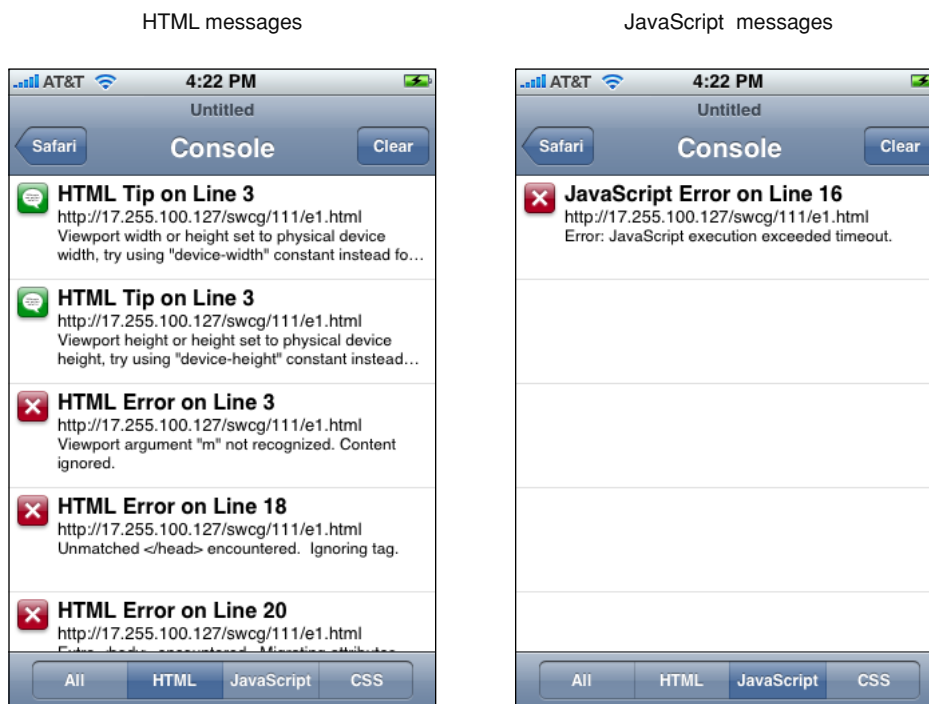 HTML messages
AT&T 4:22 PM
Untitled
Safari Console Clear
HTML Tip on Line 3
http://17.255.100.127/swcg/111/e1.html
Viewport width or height set to physical device
width, try using "device-width" constant instead fo…
HTML Tip on Line 3
http://17.255.100.127/swcg/111/e1.html
Viewport height or height set to physical device
height, try using "device-height" constant instead…
HTML Error on Line 3
http://17.255.100.127/swcg/111/e1.html
Viewport argument "m" not recognized. Content
ignored.
HTML Error on Line 18
http://17.255.100.127/swcg/111/e1.html
Unmatched </head> encountered. Ignoring tag.
HTML Error on Line 20
http://17.255.100.127/swcg/111/e1.html
Extra <body> encountered. Migrating attributes
All HTML JavaScript CSS
JavaScript messages
AT&T 4:22 PM
Untitled
Safari Console Clear
JavaScript Error on Line 16
http://17.255.100.127/swcg/111/e1.html
Error: JavaScript execution exceeded timeout.
All HTML JavaScript CSS